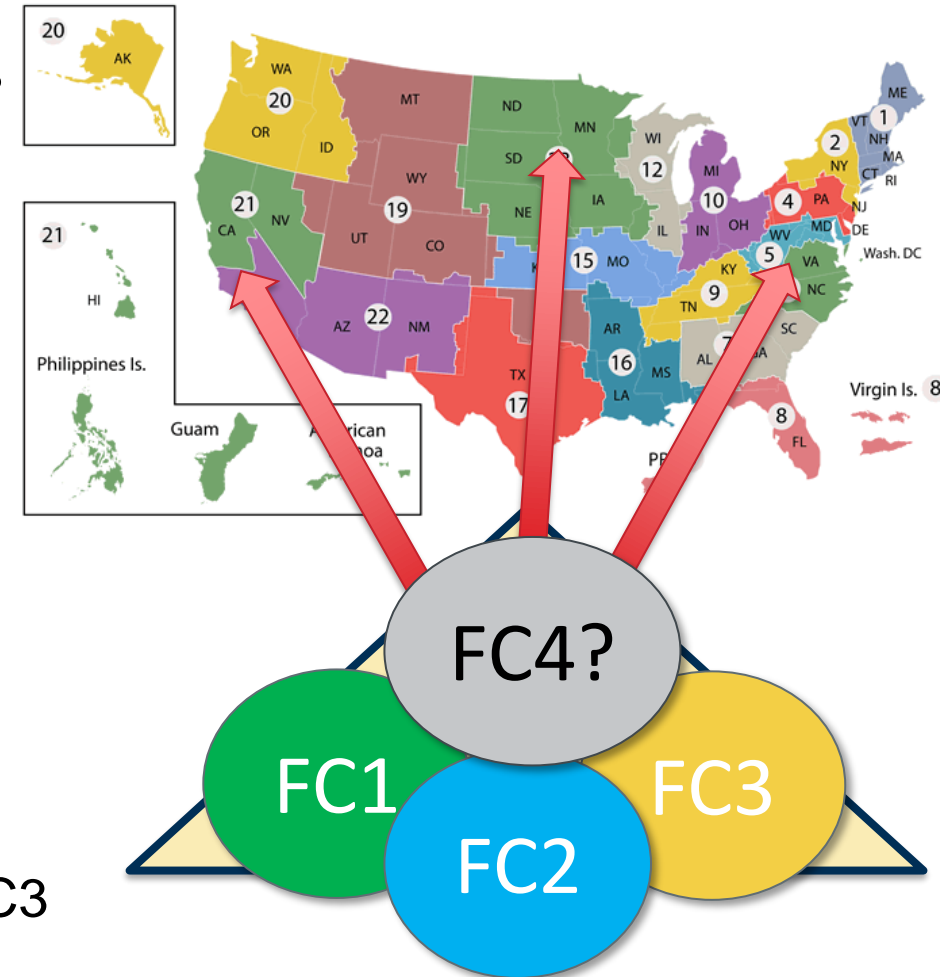 20
AK
WA
20
OR
ID
MT
ND
MN
SD
WI
12
ME
VT
1
NH
2
NY
MA
CT
RI
MI
10
IN
OH
4
PA
NJ
21
CA
NV
WY
19
UT
CO
NE
IA
IL
WV
MD
DE
5
Wash. DC
VA
15
MO
KY
9
TN
NC
21
HI
AZ
22
NM
AR
16
MS
LA
AL
7
SC
TX
17
Philippines Is.
8
FL
Virgin Is. 8
Guam
FC4?
FC1
FC3
FC2
C3